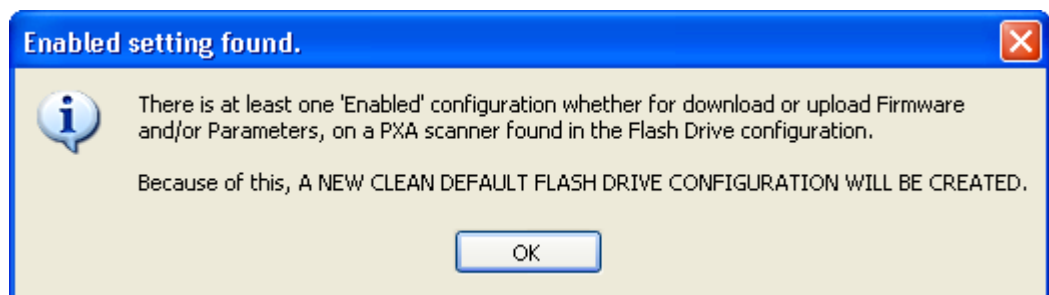 Enabled setting found.
There is at least one 'Enabled' configuration whether for download or upload Firmware
and/or Parameters, on a PXA scanner found in the Flash Drive configuration.
Because of this, A NEW CLEAN DEFAULT FLASH DRIVE CONFIGURATION WILL BE CREATED.
OK